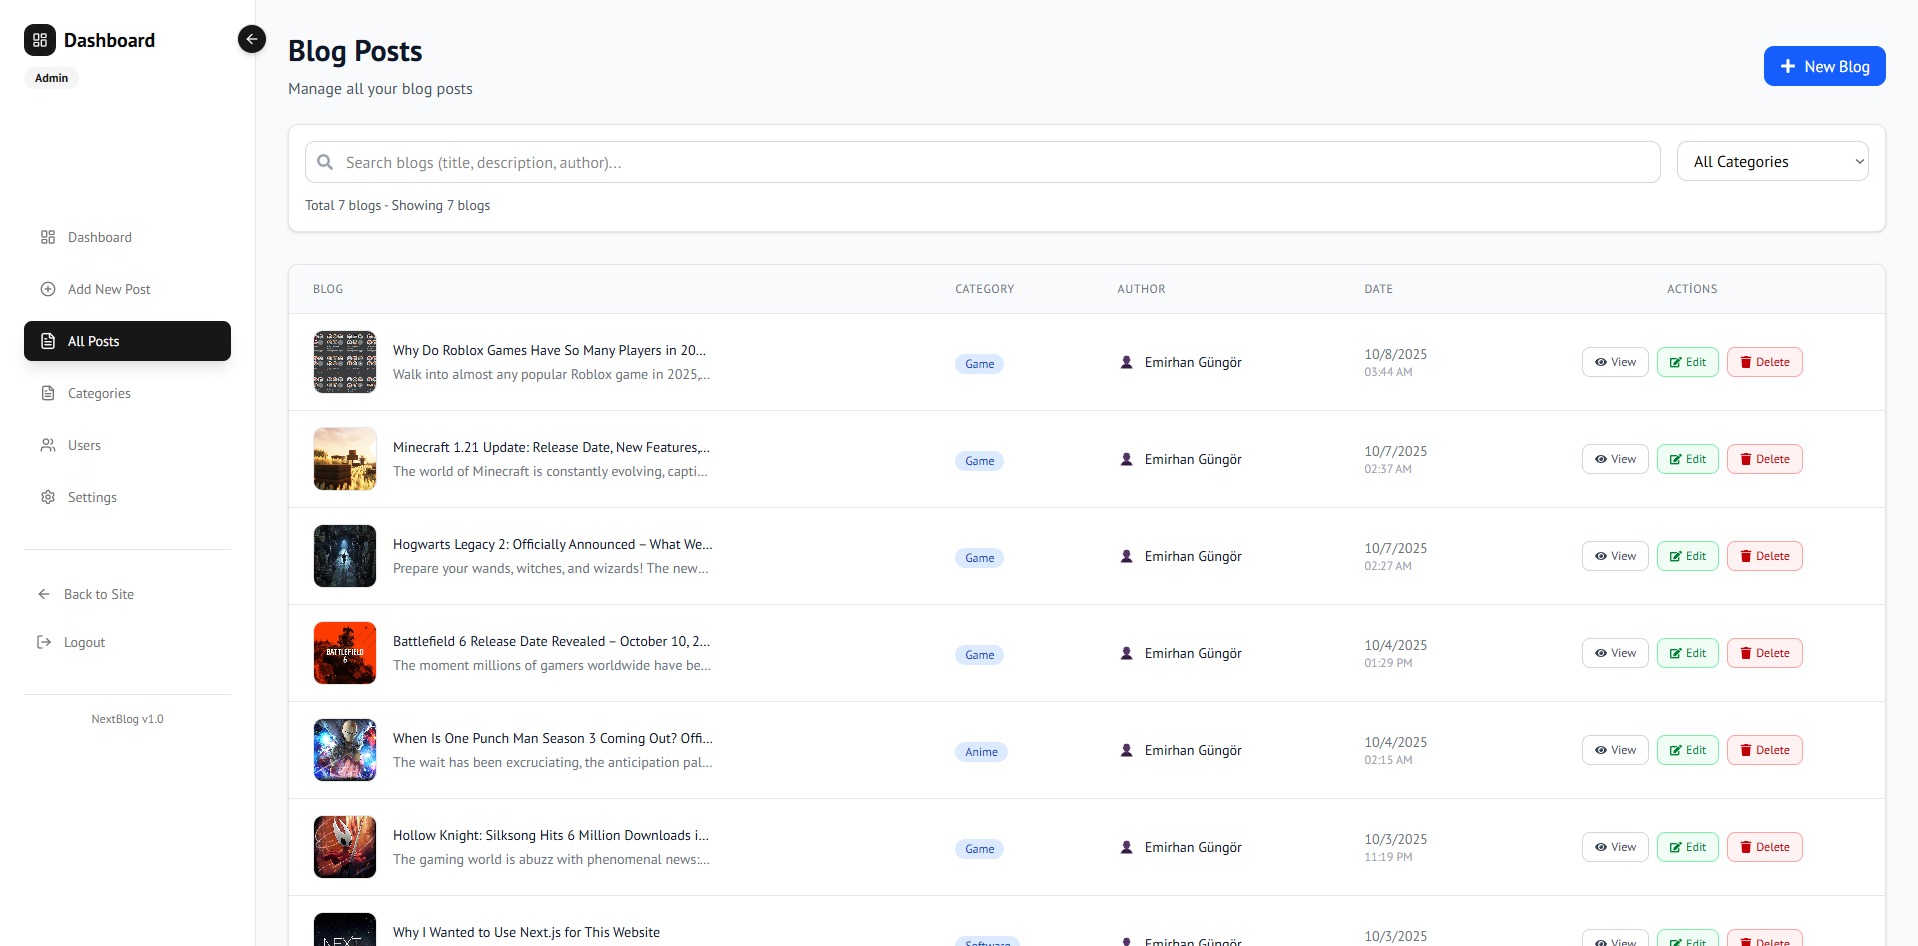 Dashboard
Admin
Dashboard
Add New Post
All Posts
Categories
Users
Settings
Back to Site
Logout
NextBlog v1.0
Blog Posts
Manage all your blog posts
New Blog
Search blogs (title, description, author)...
All Categories
Total 7 blogs - Showing 7 blogs
BLOG CATEGORY AUTHOR DATE ACTİONS
Why Do Roblox Games Have So Many Players in 20...
Walk into almost any popular Roblox game in 2025,...
Game
Emirhan Güngör
10/8/2025
03:44 AM
View Edit Delete
Minecraft 1.21 Update: Release Date, New Features,...
The world of Minecraft is constantly evolving, capti...
Game
Emirhan Güngör
10/7/2025
02:37 AM
View Edit Delete
Hogwarts Legacy 2: Officially Announced – What We...
Prepare your wands, witches, and wizards! The new...
Game
Emirhan Güngör
10/7/2025
02:27 AM
View Edit Delete
BATTLEFIELD
6
Battlefield 6 Release Date Revealed – October 10, 2...
The moment millions of gamers worldwide have be...
Game
Emirhan Güngör
10/4/2025
01:29 PM
View Edit Delete
When Is One Punch Man Season 3 Coming Out? Offi...
The wait has been excruciating, the anticipation pal...
Anime
Emirhan Güngör
10/4/2025
02:15 AM
View Edit Delete
Hollow Knight: Silksong Hits 6 Million Downloads i...
The gaming world is abuzz with phenomenal news:...
Game
Emirhan Güngör
10/3/2025
11:19 PM
View Edit Delete
NEXT
Why I Wanted to Use Next.js for This Website
Software
Emirhan Güngör
10/3/2025
View Edit Delete